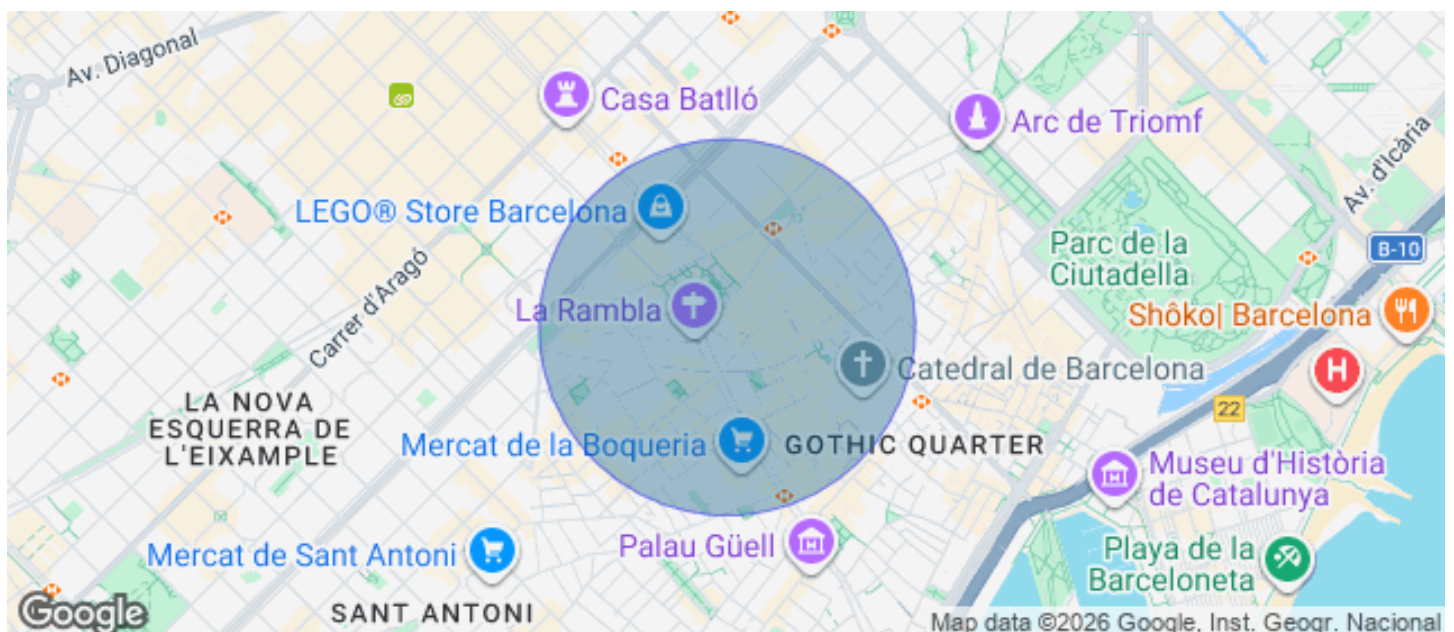 Av. Diagonal
Casa Batlló
Arc de Triomf
Av. d'Icària
LEGO® Store Barcelona
Parc de la
Ciutadella
B-10
La Rambla
Shôko| Barcelona
Carrer d'Aragó
Catedral de Barcelona
H
LA NOVA
ESQUERRA DE
L'EIXAMPLE
22
Mercat de la Boqueria
GOTHIC QUARTER
Museu d'Història
de Catalunya
Mercat de Sant Antoni
Palau Güell
Playa de la
Barceloneta
SANT ANTONI
Google
Map data ©2026 Google, Inst. Geogr. Nacional